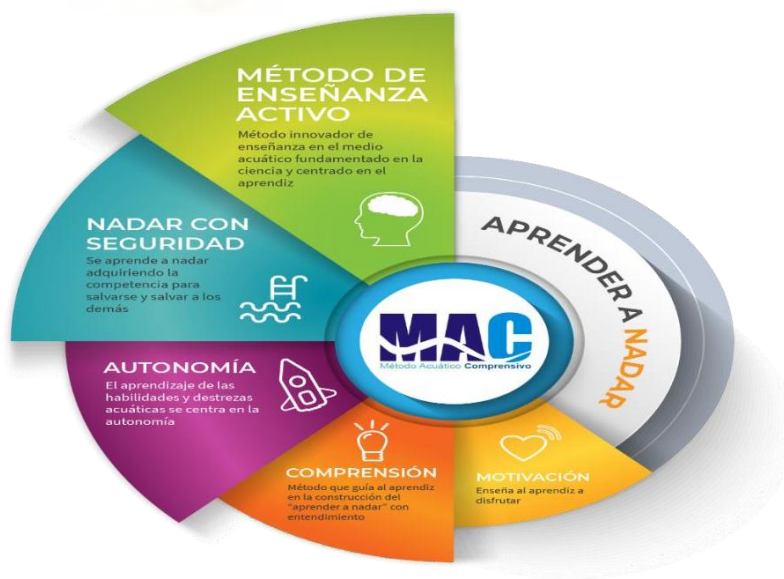 MÉTODO DE
ENSEÑANZA
ACTIVO
Método innovador de
enseñanza en el medio
acuático fundamentado en la
ciencia y centrado en el
aprendiz
NADAR CON
SEGURIDAD
Se aprende a nadar
adquiriendo la
competencia para
salvarse y salvar a los
demás
AUTONOMÍA
El aprendizaje de las
habilidades y destrezas
acuáticas se centra en la
autonomía
COMPRENSIÓN
Método que guía al aprendiz
en la construcción del
"aprender a nadar" con
entendimiento
MOTIVACIÓN
Enseña al aprendiz a
disfrutar
APRENDER A NADAR
MAC
Método Acuático Comprensivo